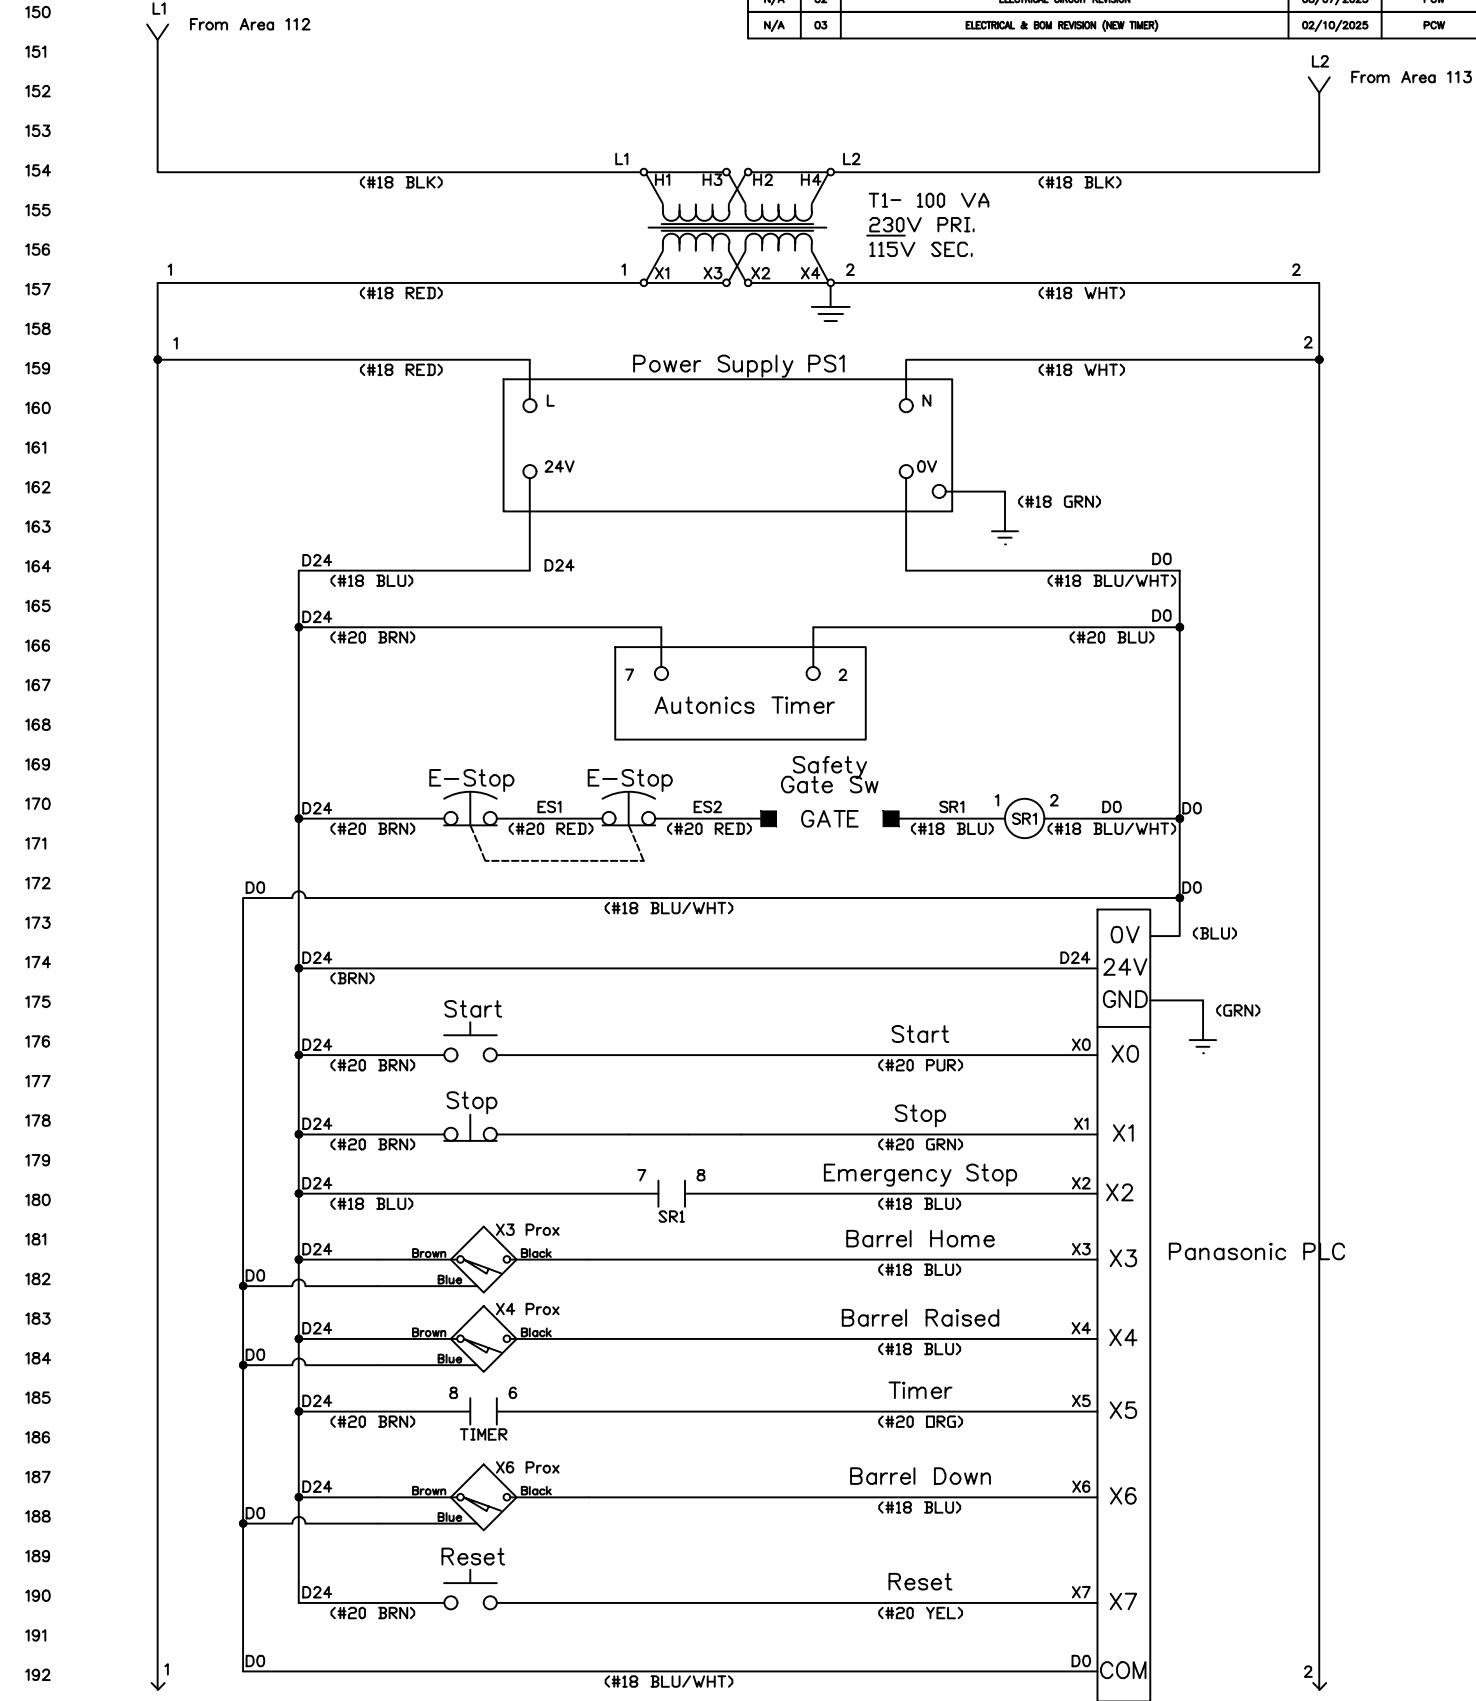 N/A 02 ELECTRICAL CIRCUIT REVISION PCW
N/A 03 ELECTRICAL & BOM REVISION (NEW TIMER) 02/10/2025 PCW
150 L1 From Area 112
151
L2 From Area 113
152
153
154 L1 L2
(#18 BLK) H1 H3 H2 H4 (#18 BLK)
155 T1- 100 VA
230V PRI.
156 115V SEC.
1 1 X1 X3 X2 X4 2 2
157 (#18 RED) (#18 WHT)
158
1 2
159 (#18 RED) Power Supply PS1 (#18 WHT)
160 L N
161
24V 0V
162 (#18 GRN)
163
164 D24 D24 D0
(#18 BLU) (#18 BLU/WHT)
165
D24 D0
166 (#20 BRN) (#20 BLU)
167 7 2
Autonics Timer
168
169 E-Stop E-Stop Safety
Gate Sw
170 D24 ES1 ES2 GATE SR1 1 SR1 2 D0 D0
(#20 BRN) (#20 RED) (#20 RED) (#18 BLU) (#18 BLU/WHT)
171
172 D0 D0
(#18 BLU/WHT)
173 0V (BLU)
174 D24 D24 24V
(BRN)
175 Start GND (GRN)
176 D24 Start X0 X0
(#20 BRN) (#20 PUR)
177
Stop
178 D24 Stop X1 X1
(#20 BRN) (#20 GRN)
179
7 8 Emergency Stop
180 D24 X2 X2
(#18 BLU) SR1 (#18 BLU)
181 X3 Prox Barrel Home
D24 Brown Black X3 X3 Panasonic PLC
182 D0 Blue (#18 BLU)
183 X4 Prox Barrel Raised
D24 Brown Black X4 X4
184 D0 Blue (#18 BLU)
185 8 6 Timer
D24 X5 X5
(#20 BRN) (#20 ORG)
186 TIMER
187 X6 Prox Barrel Down
D24 Brown Black X6 X6
188 D0 Blue (#18 BLU)
189 Reset
190 D24 Reset X7 X7
(#20 BRN) (#20 YEL)
191
192 D0 1 D0 COM 2
(#18 BLU/WHT)